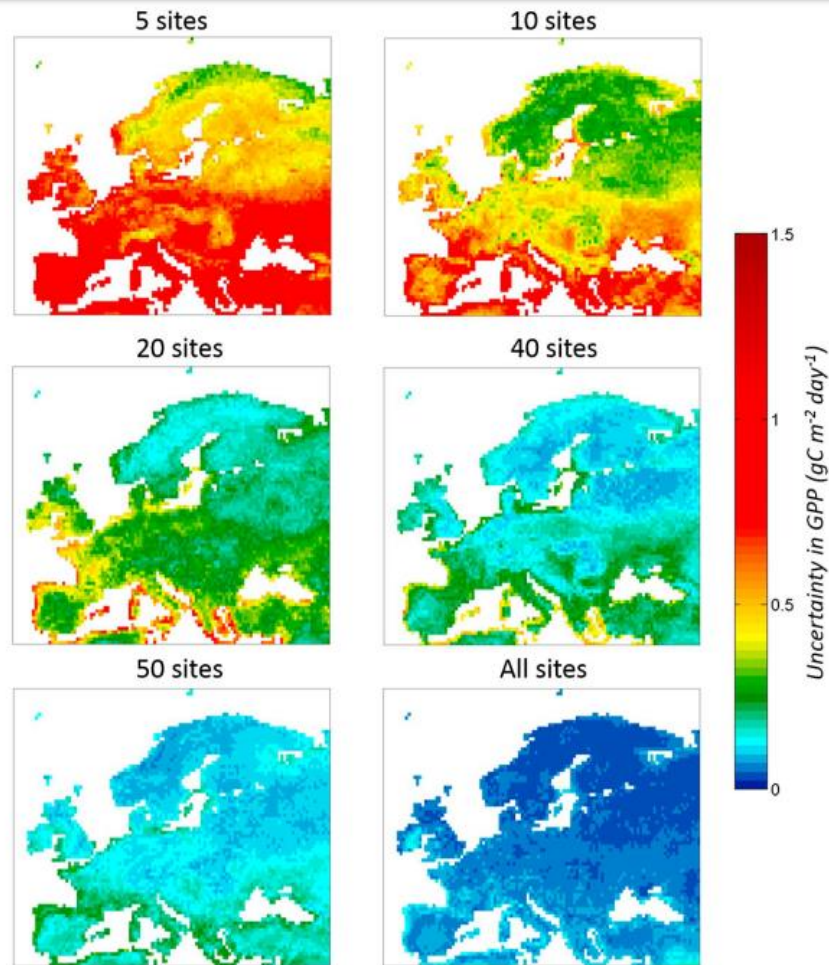 5 sites
10 sites
20 sites
40 sites
50 sites
All sites
1.5
1
0.5
0
Uncertainty in GPP (gC m⁻² day⁻¹)